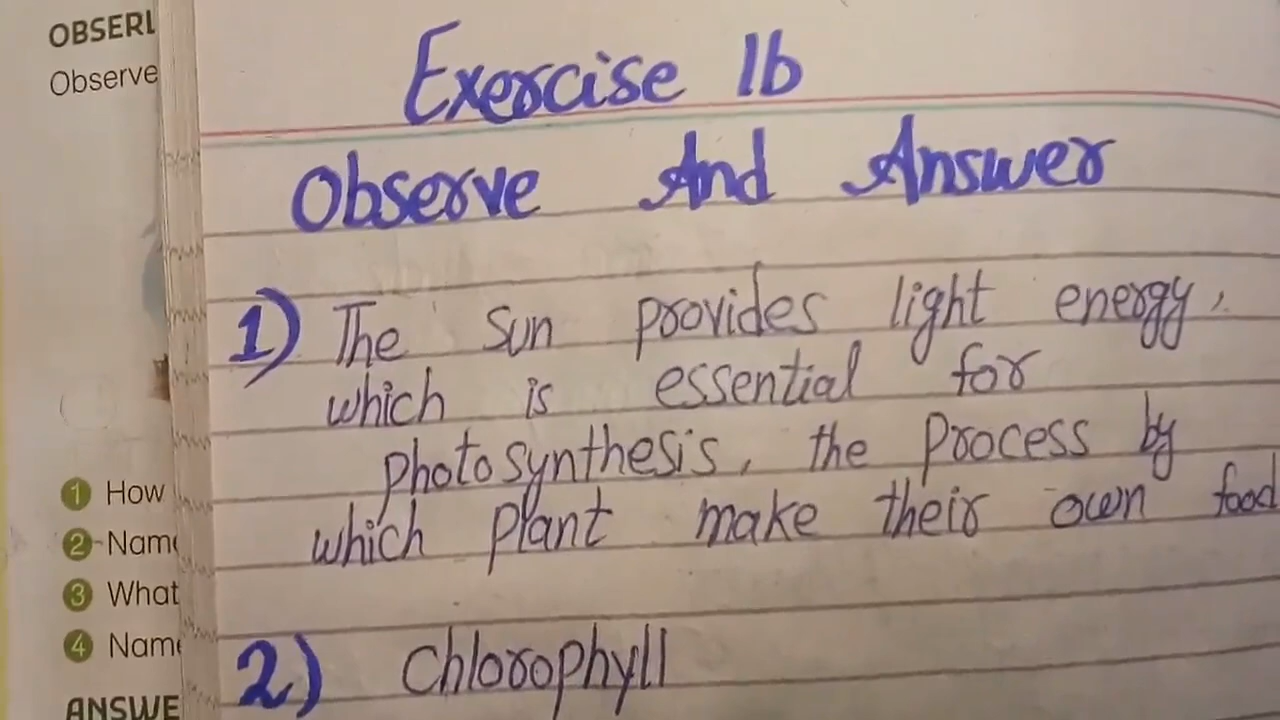 OBSERL
Observe
Exercise 1b
Observe And Answer
1) The Sun provides light energy,
which is essential for
photosynthesis, the process by
which plant make their own food
2) Chlorophyll
1 How
2 Name
3 What
4 Name
ANSWE